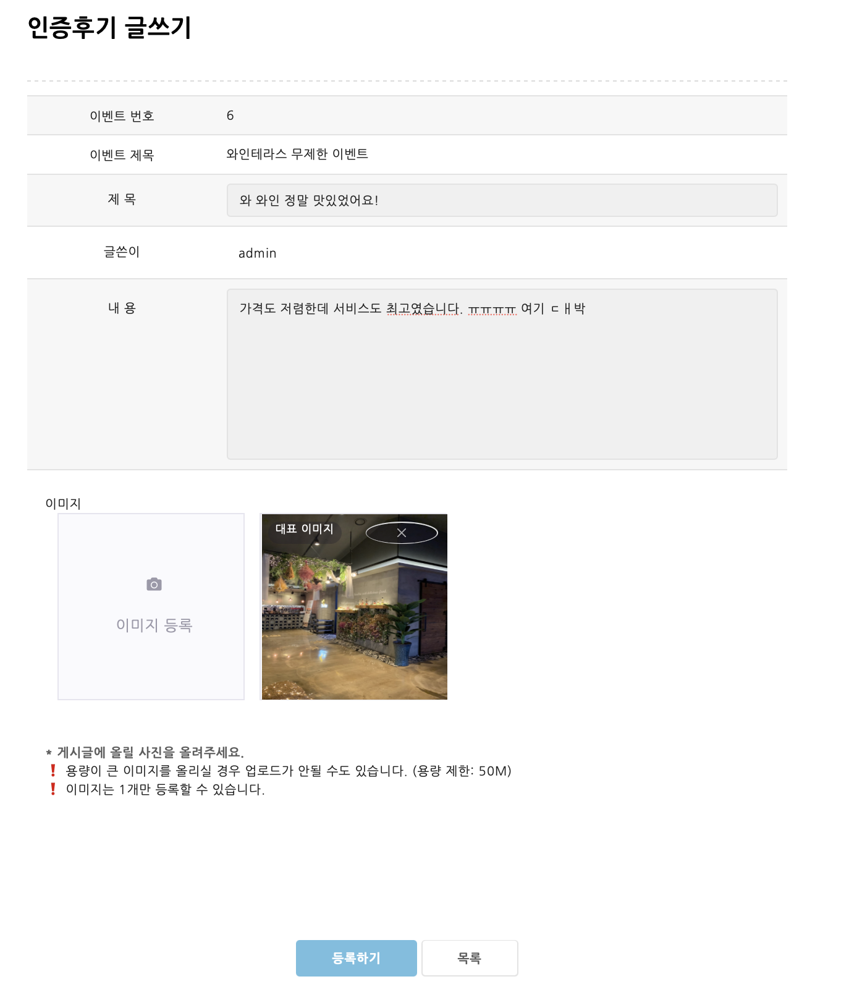 인증후기 글쓰기
이벤트 번호 6
이벤트 제목 와인테라스 무제한 이벤트
제 목 와 와인 정말 맛있었어요!
글쓴이 admin
내 용 가격도 저렴한데 서비스도 최고였습니다. ㅠㅠㅠㅠ 여기 ㄷㅐ박
이미지
이미지 등록
대표 이미지
* 게시글에 올릴 사진을 올려주세요.
❗ 용량이 큰 이미지를 올리실 경우 업로드가 안될 수도 있습니다. (용량 제한: 50M)
❗ 이미지는 1개만 등록할 수 있습니다.
등록하기 목록